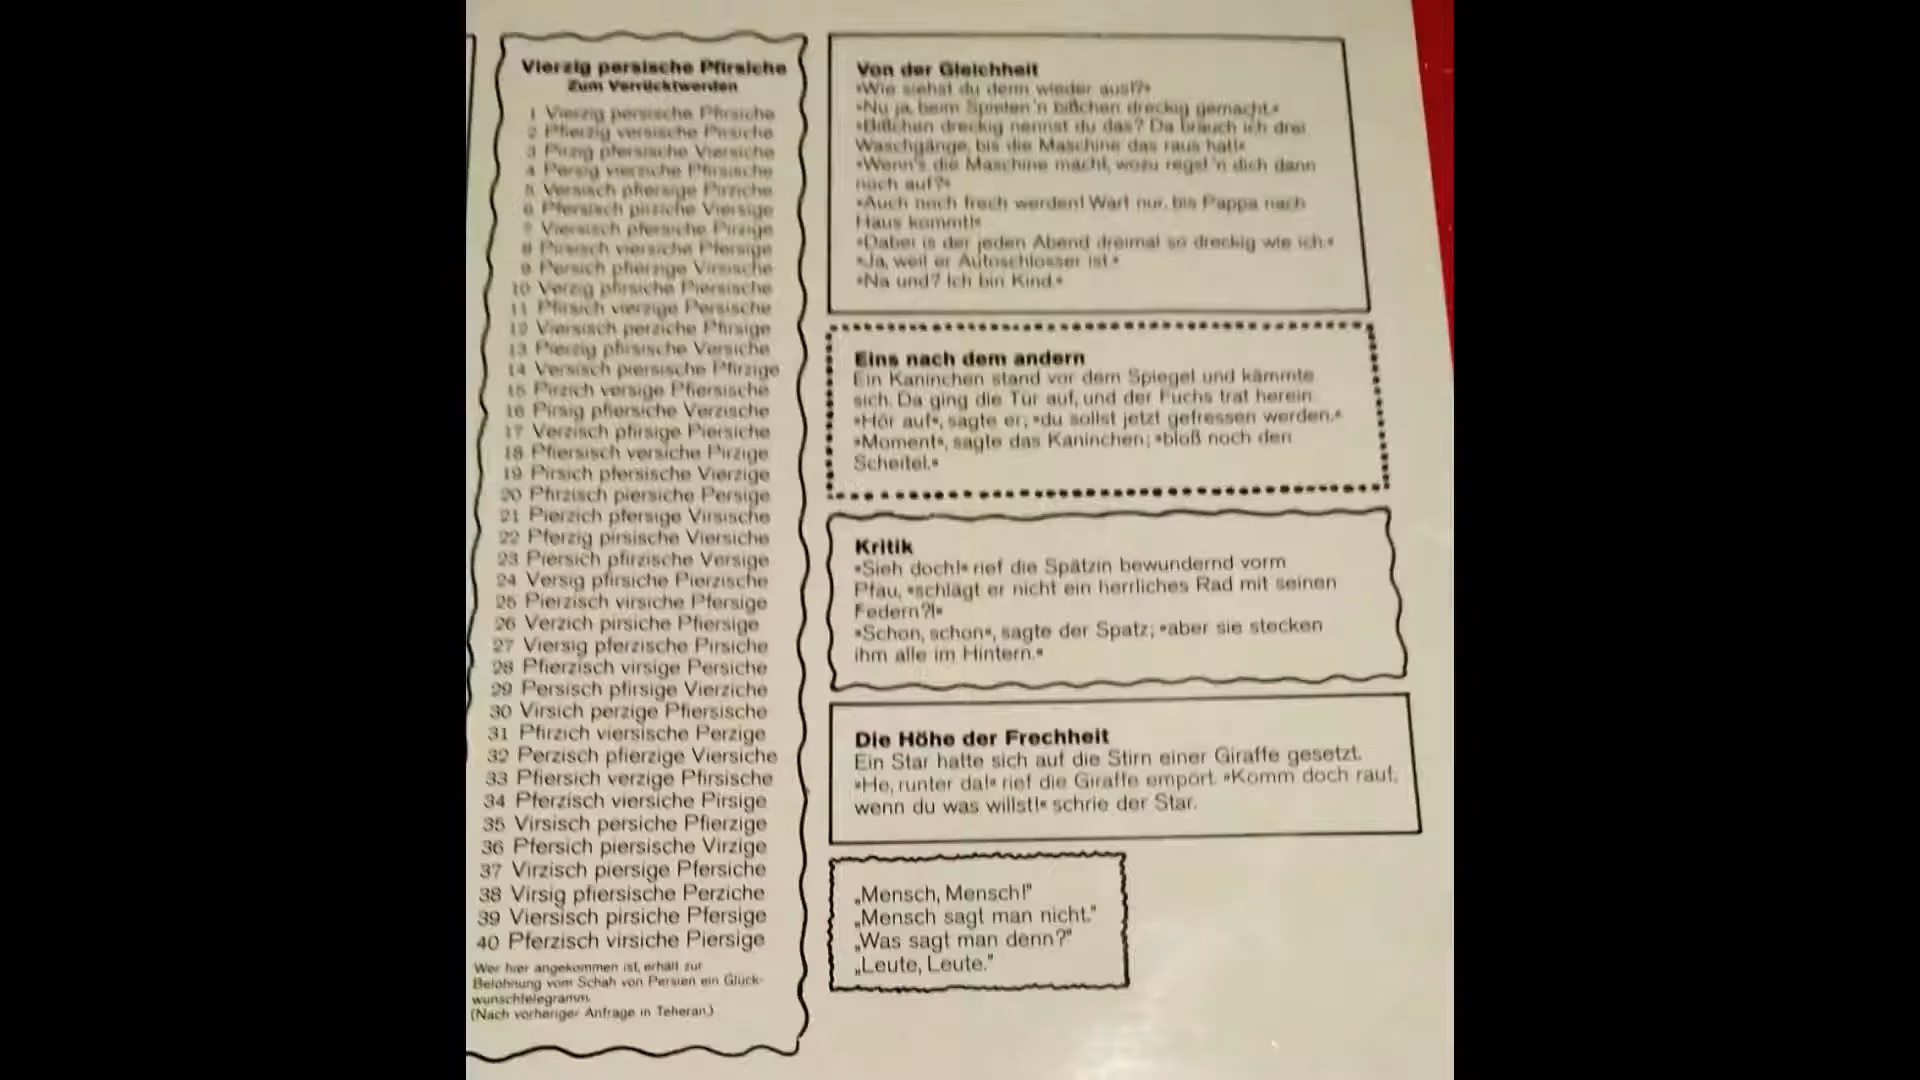 Vierzig persische Pfirsiche
Zum Verrücktwerden
1 Vierzig persische Pfirsiche
2 Pfierzig versische Pirsiche
3 Pirzig pfersische Viersiche
4 Persig vierziche Pfirsische
5 Versisch pfiersige Pirziche
6 Pfersisch pirziche Viersige
7 Viersisch pfersiche Pirzige
8 Pirsisch viersiche Pfersige
9 Persich pfierzige Virsische
10 Verzig pfirsiche Piersische
11 Pfirsich vierzige Persische
12 Viersisch perziche Pfirsige
13 Pierzig pfirsische Versiche
14 Versisch piersische Pfirzige
15 Pirzich versige Pfiersische
16 Pirsig pfiersiche Verzische
17 Verzisch pfirsige Piersiche
18 Pfiersisch versiche Pirzige
19 Pirsich pfersische Vierzige
20 Pfirzisch piersiche Persige
21 Pierzich pfersige Virsische
22 Pferzig pirsische Viersiche
23 Piersich pfirzische Versige
24 Versig pfirsiche Pierzische
25 Pierzisch virsiche Pfersige
26 Verzich pirsiche Pfiersige
27 Viersig pferzische Pirsiche
28 Pfierzisch virsige Persiche
29 Persisch pfirsige Vierziche
30 Virsich perzige Pfiersische
31 Pfirzich viersische Perzige
32 Perzisch pfierzige Viersiche
33 Pfiersich verzige Pfirsische
34 Pferzisch viersiche Pirsige
35 Virsisch persiche Pfierzige
36 Pfersich piersische Virzige
37 Virzisch piersige Pfersiche
38 Virsig pfiersische Perziche
39 Viersisch pirsiche Pfersige
40 Pferzisch virsiche Piersige
Wer hier angekommen ist, erhält zur
Belohnung vom Schah von Persien ein Glück-
wunschtelegramm.
(Nach vorheriger Anfrage in Teheran.)
Von der Gleichheit
»Wie siehst du denn wieder aus!?«
»Nu ja, beim Spielen 'n bißchen dreckig gemacht.«
»Bißchen dreckig nennst du das? Da brauch ich drei
Waschgänge, bis die Maschine das raus hat!«
»Wenn's die Maschine macht, wozu regst 'n dich dann
noch auf?«
»Auch noch frech werden! Wart nur, bis Pappa nach
Haus kommt!«
»Dabei is der jeden Abend dreimal so dreckig wie ich.«
»Ja, weil er Autoschlosser ist.«
»Na und? Ich bin Kind.«
Eins nach dem andern
Ein Kaninchen stand vor dem Spiegel und kämmte
sich. Da ging die Tür auf, und der Fuchs trat herein.
»Hör auf«, sagte er; »du sollst jetzt gefressen werden.«
»Moment«, sagte das Kaninchen; »bloß noch den
Scheitel.«
Kritik
»Sieh doch!« rief die Spätzin bewundernd vorm
Pfau, »schlägt er nicht ein herrliches Rad mit seinen
Federn?!«
»Schon, schon«, sagte der Spatz; »aber sie stecken
ihm alle im Hintern.«
Die Höhe der Frechheit
Ein Star hatte sich auf die Stirn einer Giraffe gesetzt.
»He, runter da!« rief die Giraffe empört. »Komm doch rauf,
wenn du was willst!« schrie der Star.
„Mensch, Mensch!"
„Mensch sagt man nicht."
„Was sagt man denn?"
„Leute, Leute."